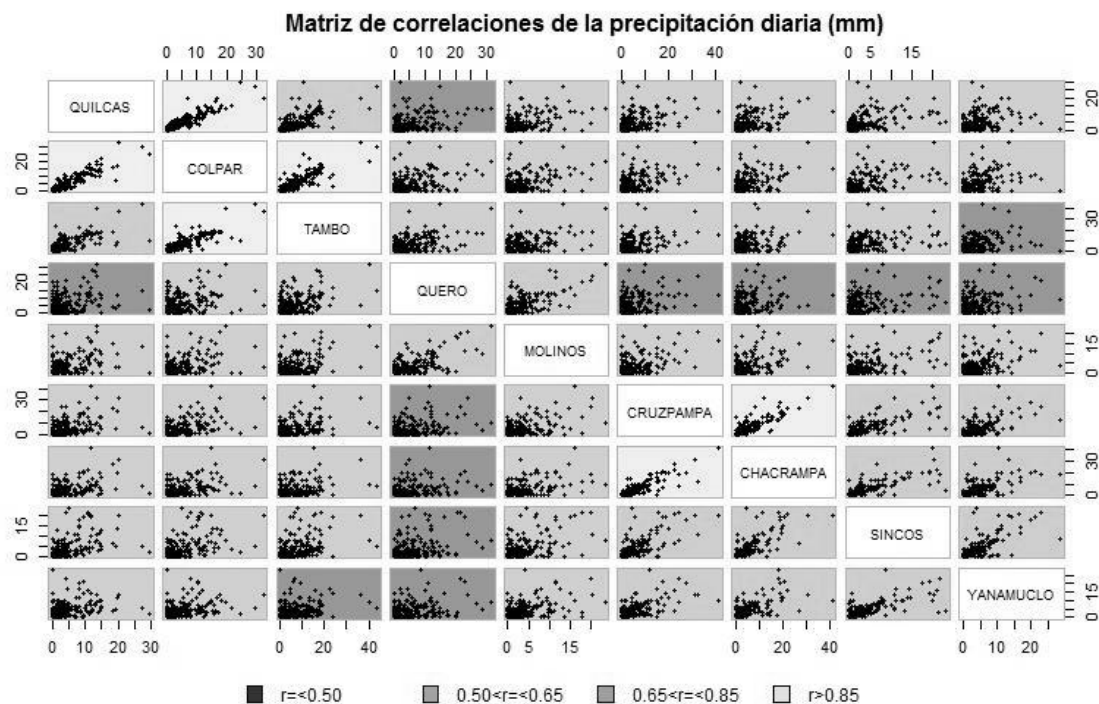 Matriz de correlaciones de la precipitación diaria (mm)
0 10 20 30
0 10 20 30
0 10 20 30 40
0 5 15
QUILCAS
0 20
0 20
COLPAR
TAMBO
0 30
0 20
QUERO
MOLINOS
0 15
0 30
CRUZPAMPA
CHACRAMPA
0 30
0 15
SINCOS
YANAMUCLO
0 15
0 10 20 30
0 20 40
0 5 15
0 10 20 30 40
0 10 20
r=<0.50
0.50<r=<0.65
0.65<r=<0.85
r>0.85